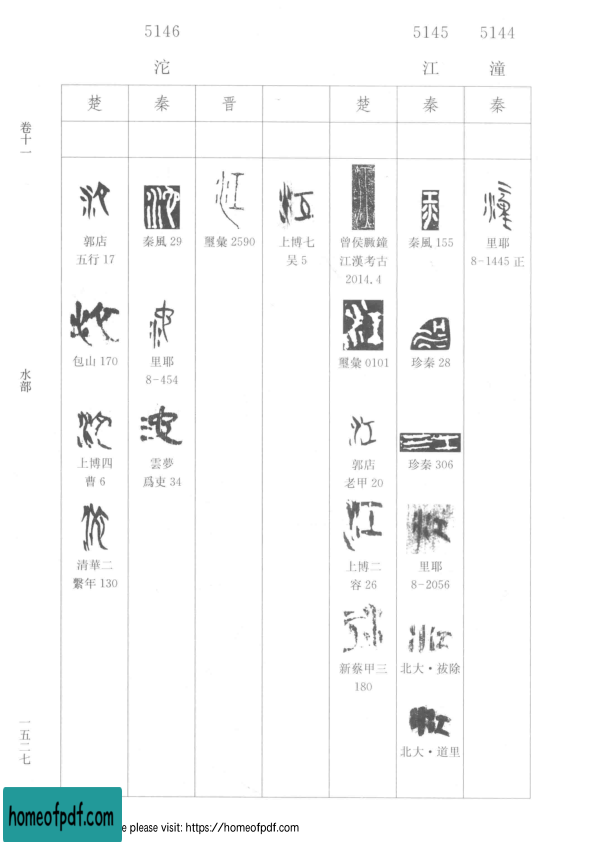 5146 5145 5144
沱 江 潼
楚 秦 晋 楚 秦 秦
卷十一
水部
一五二七
郭店
五行 17
包山 170
上博四
曹 6
清華二
繫年 130
秦風 29
里耶
8-454
雲夢
爲吏 34
璽彙 2590
上博七
吴 5
曾侯㬎鐘
江漢考古
2014.4
璽彙 0101
郭店
老甲 20
上博二
容 26
新蔡甲三
180
秦風 155
珍秦 28
珍秦 306
里耶
8-2056
北大·祓除
北大·道里
里耶
8-1445 正
homeofpdf.com
e please visit: https://homeofpdf.com